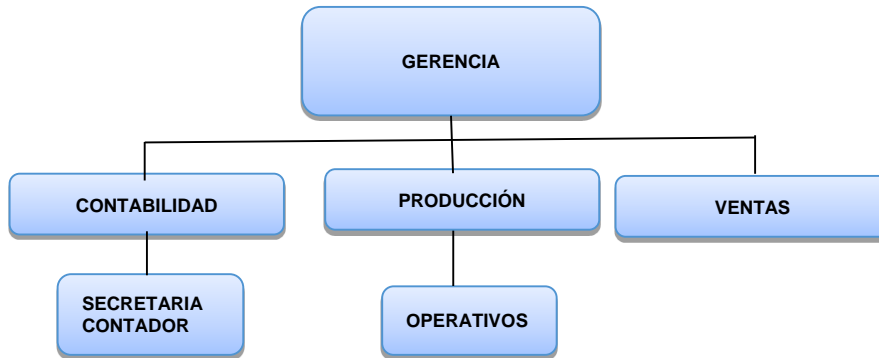 GERENCIA
CONTABILIDAD
PRODUCCIÓN
VENTAS
SECRETARIA
CONTADOR
OPERATIVOS